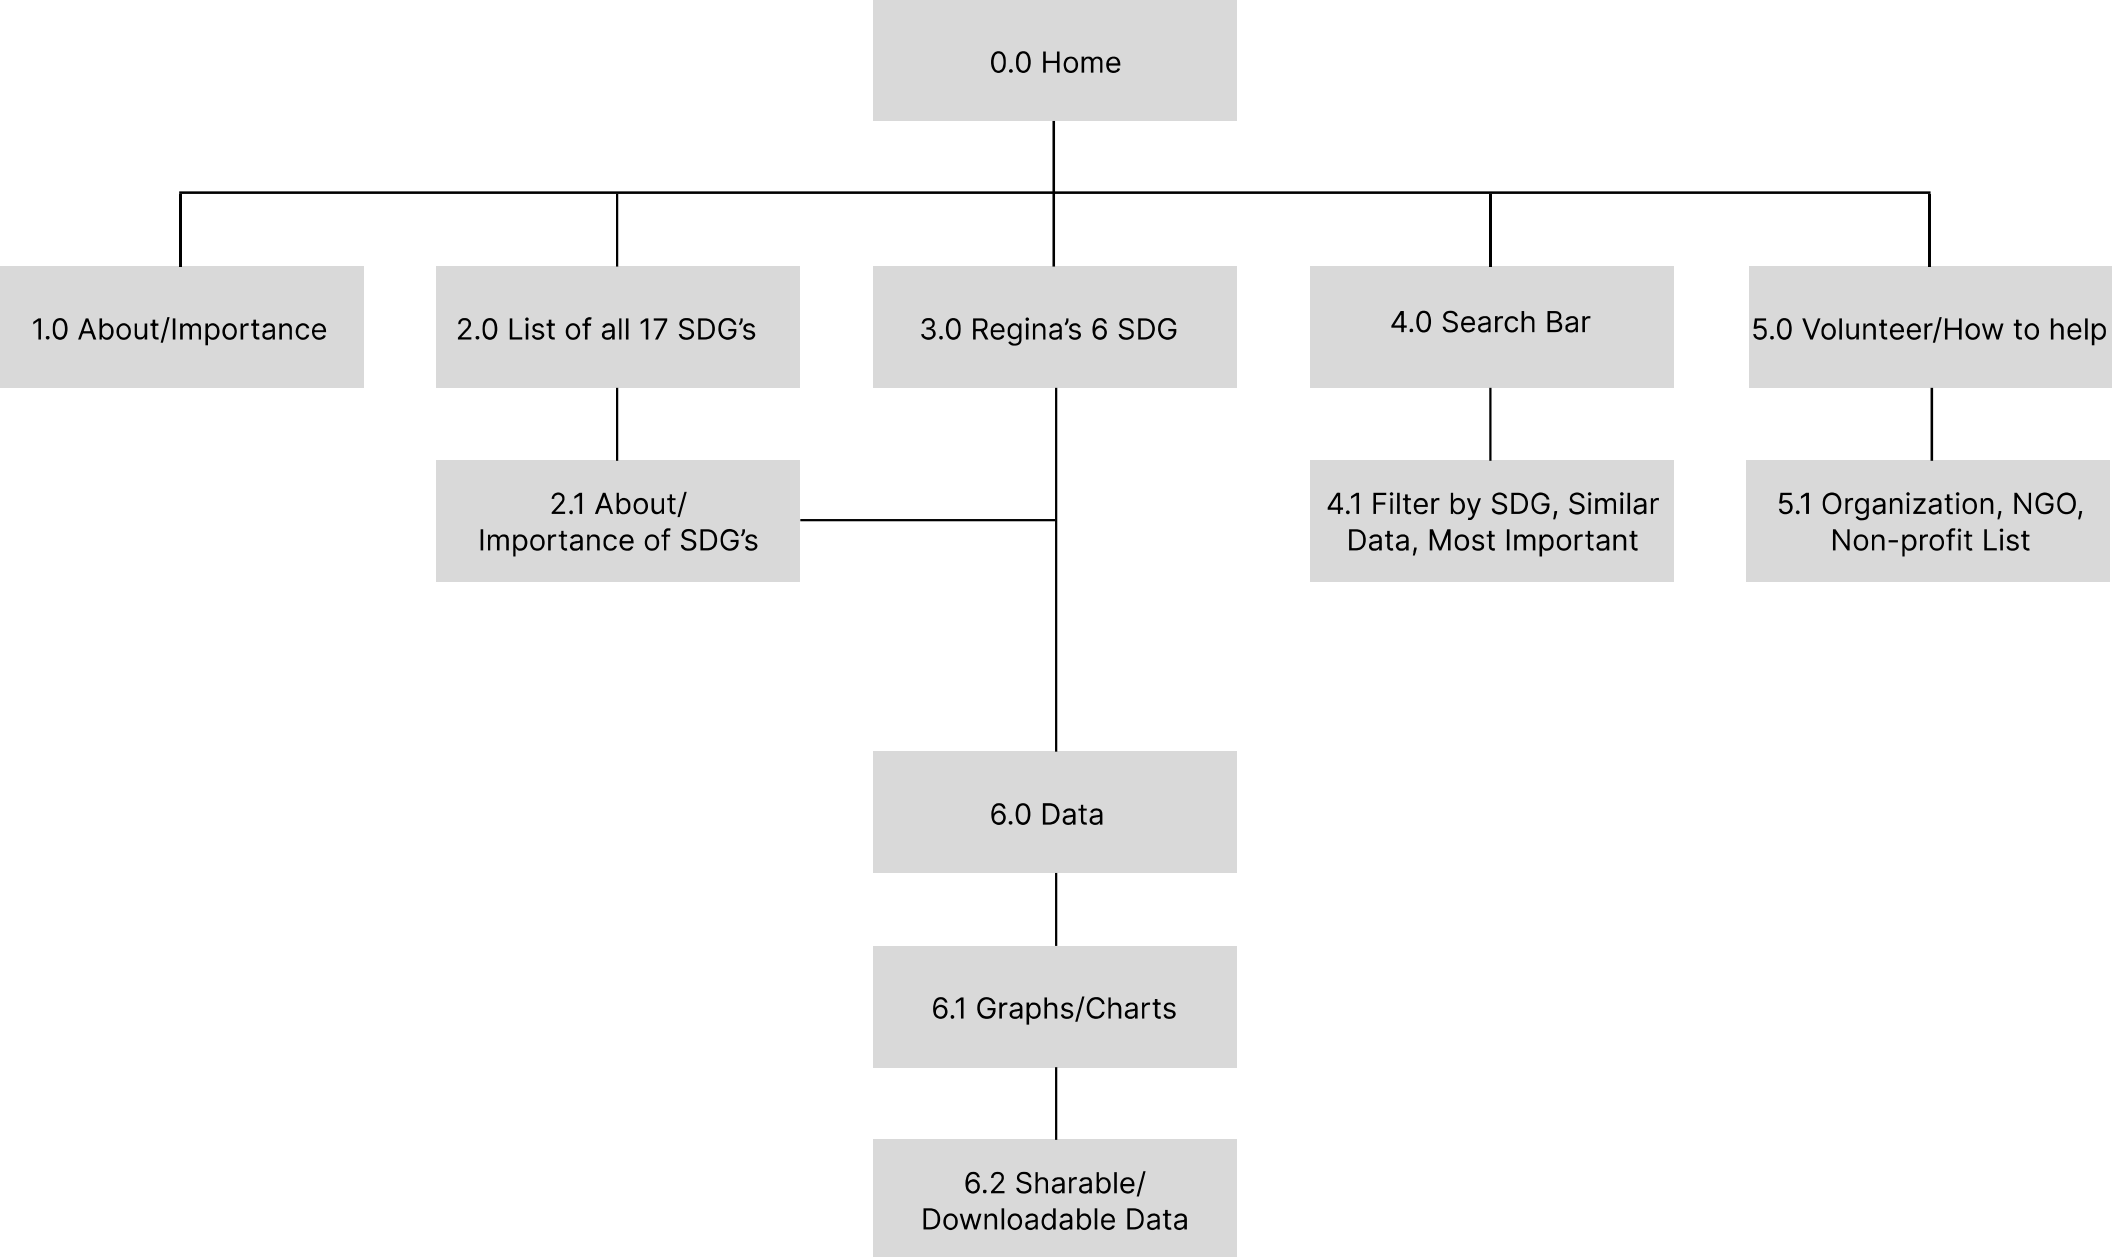 0.0 Home
1.0 About/Importance
2.0 List of all 17 SDG’s
3.0 Regina’s 6 SDG
4.0 Search Bar
5.0 Volunteer/How to help
2.1 About/
Importance of SDG’s
4.1 Filter by SDG, Similar
Data, Most Important
5.1 Organization, NGO,
Non-profit List
6.0 Data
6.1 Graphs/Charts
6.2 Sharable/
Downloadable Data